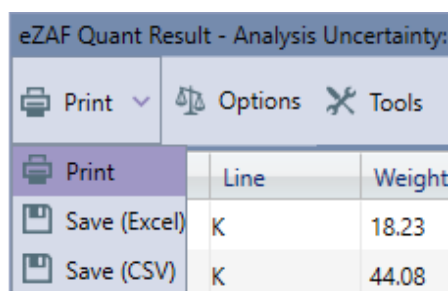 eZAF Quant Result - Analysis Uncertainty:
Print Options Tools
Print Line Weight
Save (Excel) K 18.23
Save (CSV) K 44.08